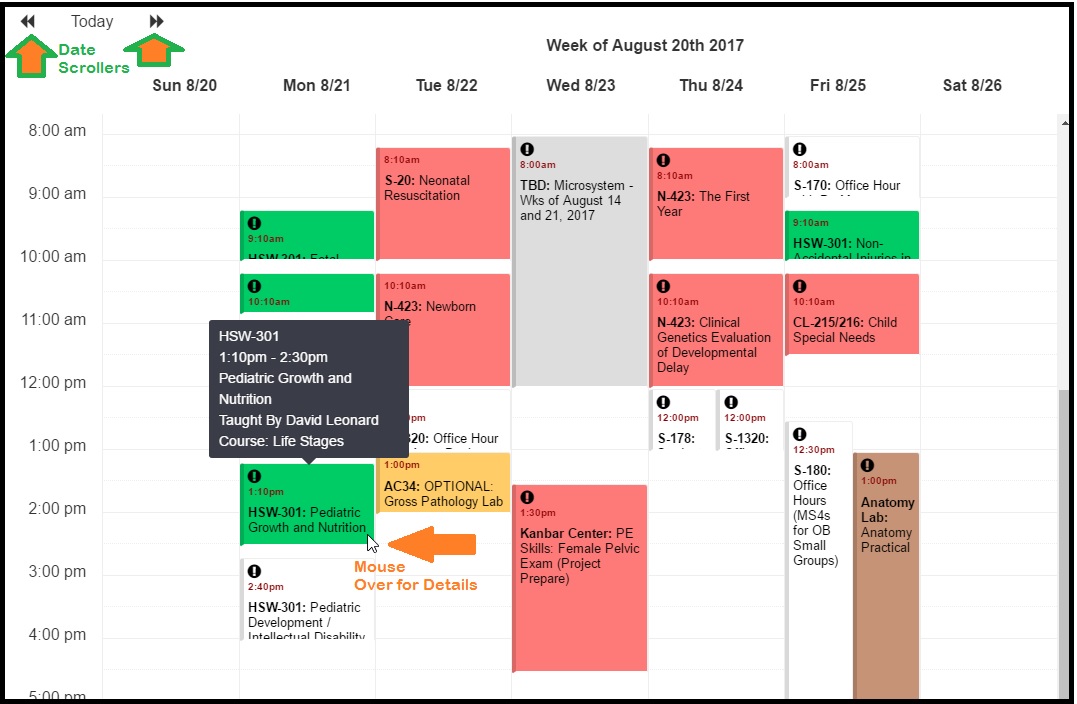 Today
Date
Scrollers
Week of August 20th 2017
Sun 8/20
Mon 8/21
Tue 8/22
Wed 8/23
Thu 8/24
Fri 8/25
Sat 8/26
8:00 am
9:00 am
10:00 am
11:00 am
12:00 pm
1:00 pm
2:00 pm
3:00 pm
4:00 pm
5:00 pm
9:10am
HSW-301: Fetal
10:10am
HSW-301
1:10pm - 2:30pm
Pediatric Growth and
Nutrition
Taught By David Leonard
Course: Life Stages
1:10pm
HSW-301: Pediatric
Growth and Nutrition
Mouse
Over for Details
2:40pm
HSW-301: Pediatric
Development /
Intellectual Disability
8:10am
S-20: Neonatal
Resuscitation
10:10am
N-423: Newborn
Care
pm
320: Office Hour
1:00pm
AC34: OPTIONAL:
Gross Pathology Lab
8:00am
TBD: Microsystem -
Wks of August 14
and 21, 2017
1:30pm
Kanbar Center: PE
Skills: Female Pelvic
Exam (Project
Prepare)
8:10am
N-423: The First
Year
10:10am
N-423: Clinical
Genetics Evaluation
of Developmental
Delay
12:00pm
S-178:
12:00pm
S-1320:
8:00am
S-170: Office Hour
9:10am
HSW-301: Non-
Accidental Injuries in
10:10am
CL-215/216: Child
Special Needs
12:30pm
S-180:
Office
Hours
(MS4s
for OB
Small
Groups)
1:00pm
Anatomy
Lab:
Anatomy
Practical